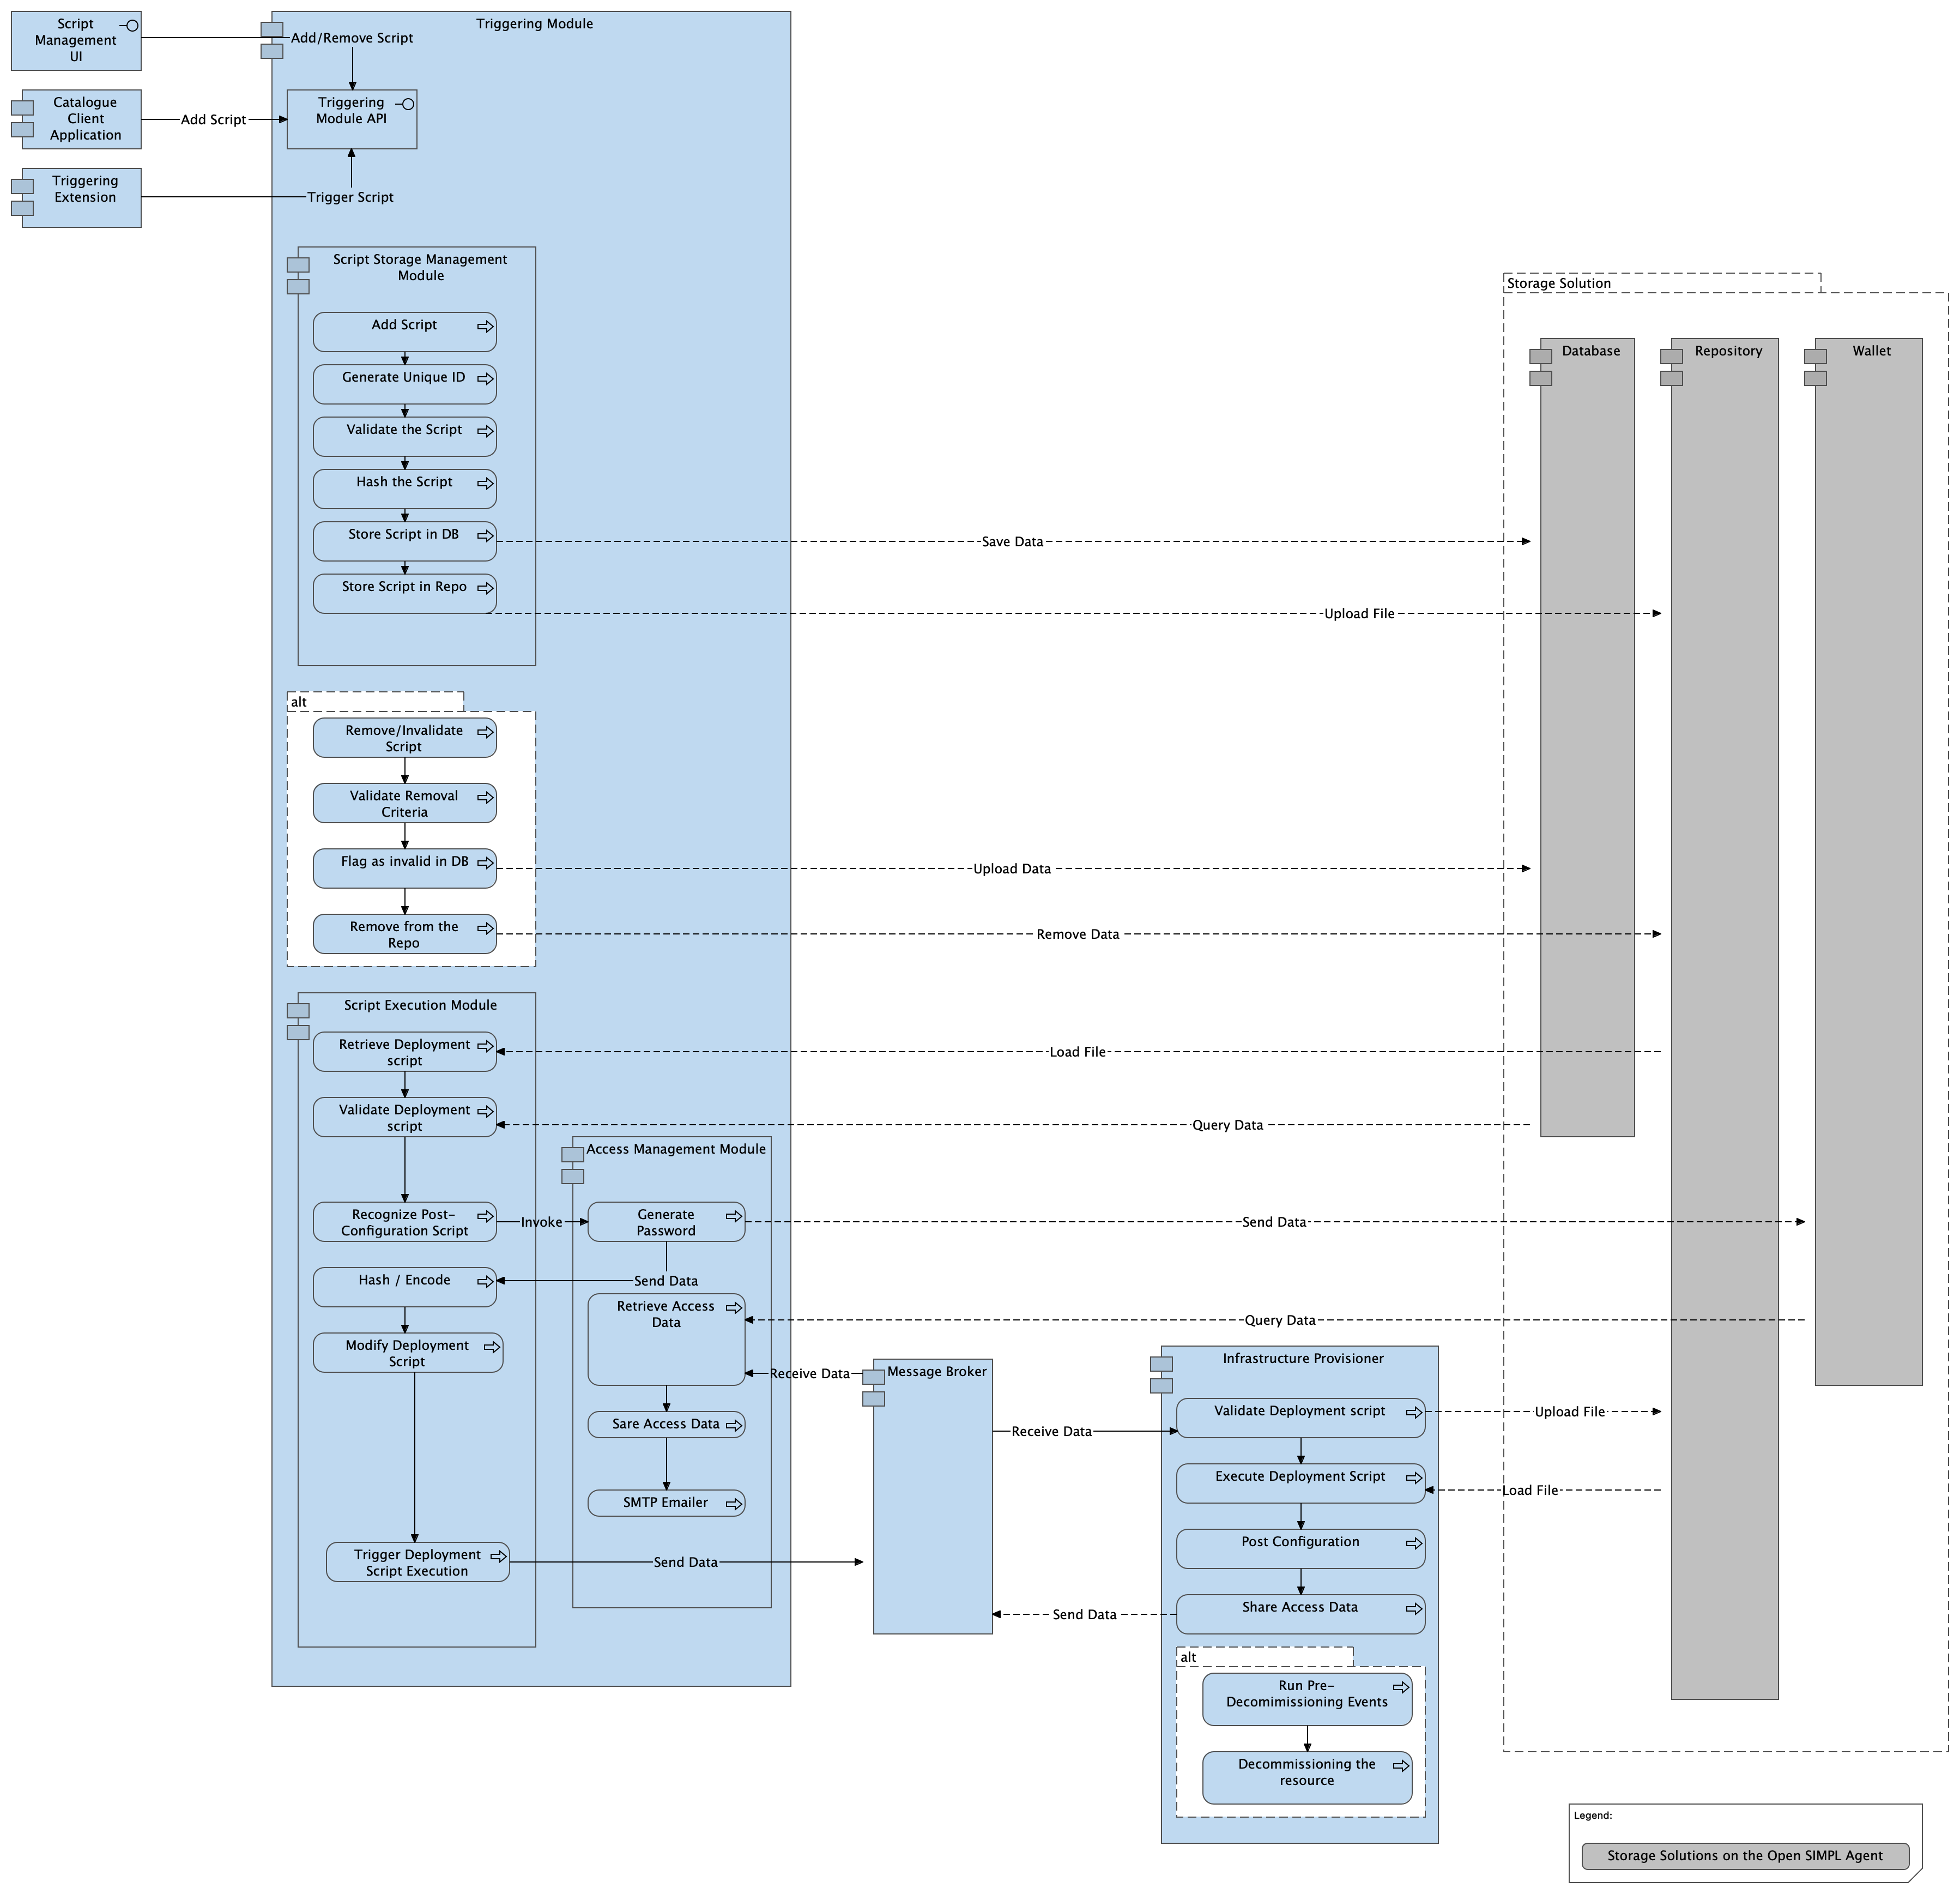 Script
Management
UI
Triggering Module
Add/Remove Script
Catalogue
Client
Application
Add Script
Triggering
Module API
Triggering
Extension
Trigger Script
Script Storage Management
Module
Add Script
Generate Unique ID
Validate the Script
Hash the Script
Store Script in DB
Save Data
Store Script in Repo
Upload File
Storage Solution
Database
Repository
Wallet
alt
Remove/Invalidate
Script
Validate Removal
Criteria
Flag as invalid in DB
Upload Data
Remove from the
Repo
Remove Data
Script Execution Module
Retrieve Deployment
script
Load File
Validate Deployment
script
Query Data
Access Management Module
Recognize Post-
Configuration Script
Invoke
Generate
Password
Send Data
Hash / Encode
Send Data
Retrieve Access
Data
Query Data
Modify Deployment
Script
Receive Data
Message Broker
Infrastructure Provisioner
Sare Access Data
Receive Data
Validate Deployment script
Upload File
SMTP Emailer
Execute Deployment Script
Load File
Trigger Deployment
Script Execution
Send Data
Post Configuration
Send Data
Share Access Data
alt
Run Pre-
Decomimissioning Events
Decommissioning the
resource
Legend:
Storage Solutions on the Open SIMPL Agent